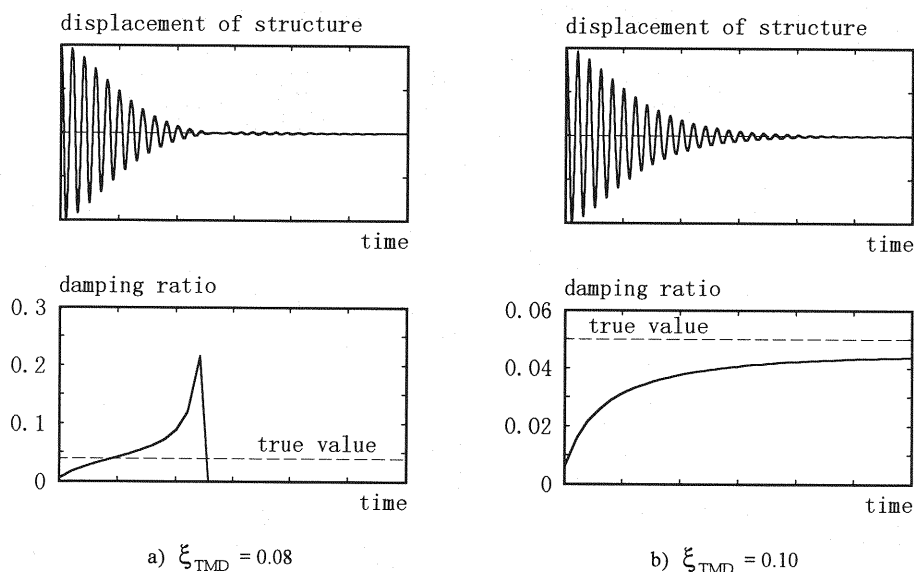 displacement of structure
time
damping ratio
0.3
0.2
0.1
0
true value
time
a) ξTMD = 0.08
displacement of structure
time
damping ratio
0.06
0.04
0.02
0
true value
time
b) ξTMD = 0.10